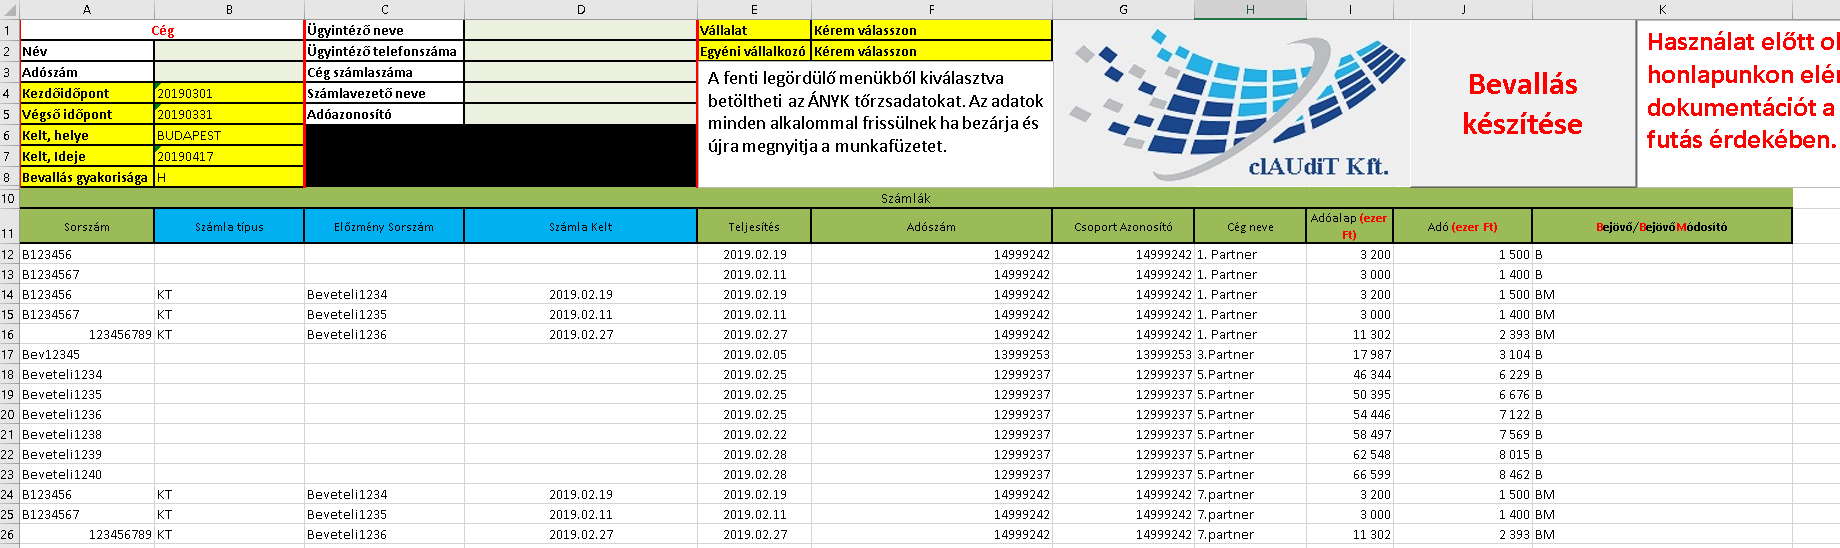 A B C D E F G H I J K
1 Cég Ügyintéző neve Vállalat Kérem válasszon
2 Név Ügyintéző telefonszáma Egyéni vállalkozó Kérem válasszon
3 Adószám Cég számlaszáma
4 Kezdőidőpont 20190301 Számlavezető neve
5 Végső időpont 20190331 Adóazonosító
6 Kelt, helye BUDAPEST
7 Kelt, Ideje 20190417
8 Bevallás gyakorisága H
A fenti legördülő menükből kiválasztva
betöltheti az ÁNYK tőrzsadatokat. Az adatok
minden alkalommal frissülnek ha bezárja és
újra megnyitja a munkafüzetet.
clAUdiT Kft.
Bevallás
készítése
Használat előtt ol
honlapunkon elér
dokumentációt a
futás érdekében.
10 Számlák
11 Sorszám Számla típus Előzmény Sorszám Számla Kelt Teljesítés Adószám Csoport Azonosító Cég neve Adóalap (ezer Ft) Adó (ezer Ft) Bejövő/BejövőMódosító
12 B123456 2019.02.19 14999242 14999242 1. Partner 3 200 1 500 B
13 B1234567 2019.02.11 14999242 14999242 1. Partner 3 000 1 400 B
14 B123456 KT Beveteli1234 2019.02.19 2019.02.19 14999242 14999242 1. Partner 3 200 1 500 BM
15 B1234567 KT Beveteli1235 2019.02.11 2019.02.11 14999242 14999242 1. Partner 3 000 1 400 BM
16 123456789 KT Beveteli1236 2019.02.27 2019.02.27 14999242 14999242 1. Partner 11 302 2 393 BM
17 Bev12345 2019.02.05 13999253 13999253 3.Partner 17 987 3 104 B
18 Beveteli1234 2019.02.25 12999237 12999237 5.Partner 46 344 6 229 B
19 Beveteli1235 2019.02.25 12999237 12999237 5.Partner 50 395 6 676 B
20 Beveteli1236 2019.02.25 12999237 12999237 5.Partner 54 446 7 122 B
21 Beveteli1238 2019.02.22 12999237 12999237 5.Partner 58 497 7 569 B
22 Beveteli1239 2019.02.28 12999237 12999237 5.Partner 62 548 8 015 B
23 Beveteli1240 2019.02.28 12999237 12999237 5.Partner 66 599 8 462 B
24 B123456 KT Beveteli1234 2019.02.19 2019.02.19 14999242 14999242 7.partner 3 200 1 500 BM
25 B1234567 KT Beveteli1235 2019.02.11 2019.02.11 14999242 14999242 7.partner 3 000 1 400 BM
26 123456789 KT Beveteli1236 2019.02.27 2019.02.27 14999242 14999242 7.partner 11 302 2 393 BM